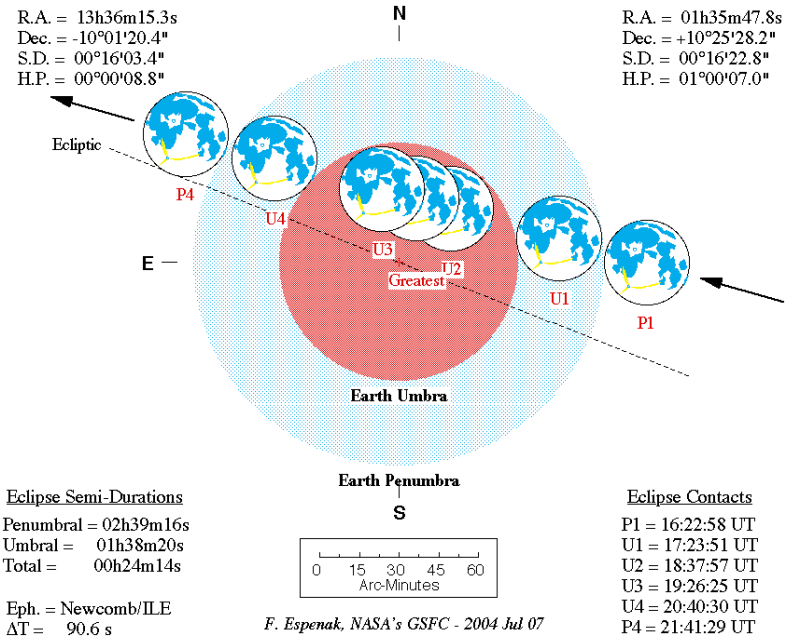 R.A. = 13h36m15.3s
Dec. = -10°01'20.4"
S.D. = 00°16'03.4"
H.P. = 00°00'08.8"
N
R.A. = 01h35m47.8s
Dec. = +10°25'28.2"
S.D. = 00°16'22.8"
H.P. = 01°00'07.0"
Ecliptic
P4
U4
U3
U2
E
Greatest
U1
P1
Earth Umbra
Earth Penumbra
S
Eclipse Semi-Durations
Penumbral = 02h39m16s
Umbral = 01h38m20s
Total = 00h24m14s
Eph. = Newcomb/ILE
ΔT = 90.6 s
0 15 30 45 60
Arc-Minutes
F. Espenak, NASA's GSFC - 2004 Jul 07
Eclipse Contacts
P1 = 16:22:58 UT
U1 = 17:23:51 UT
U2 = 18:37:57 UT
U3 = 19:26:25 UT
U4 = 20:40:30 UT
P4 = 21:41:29 UT